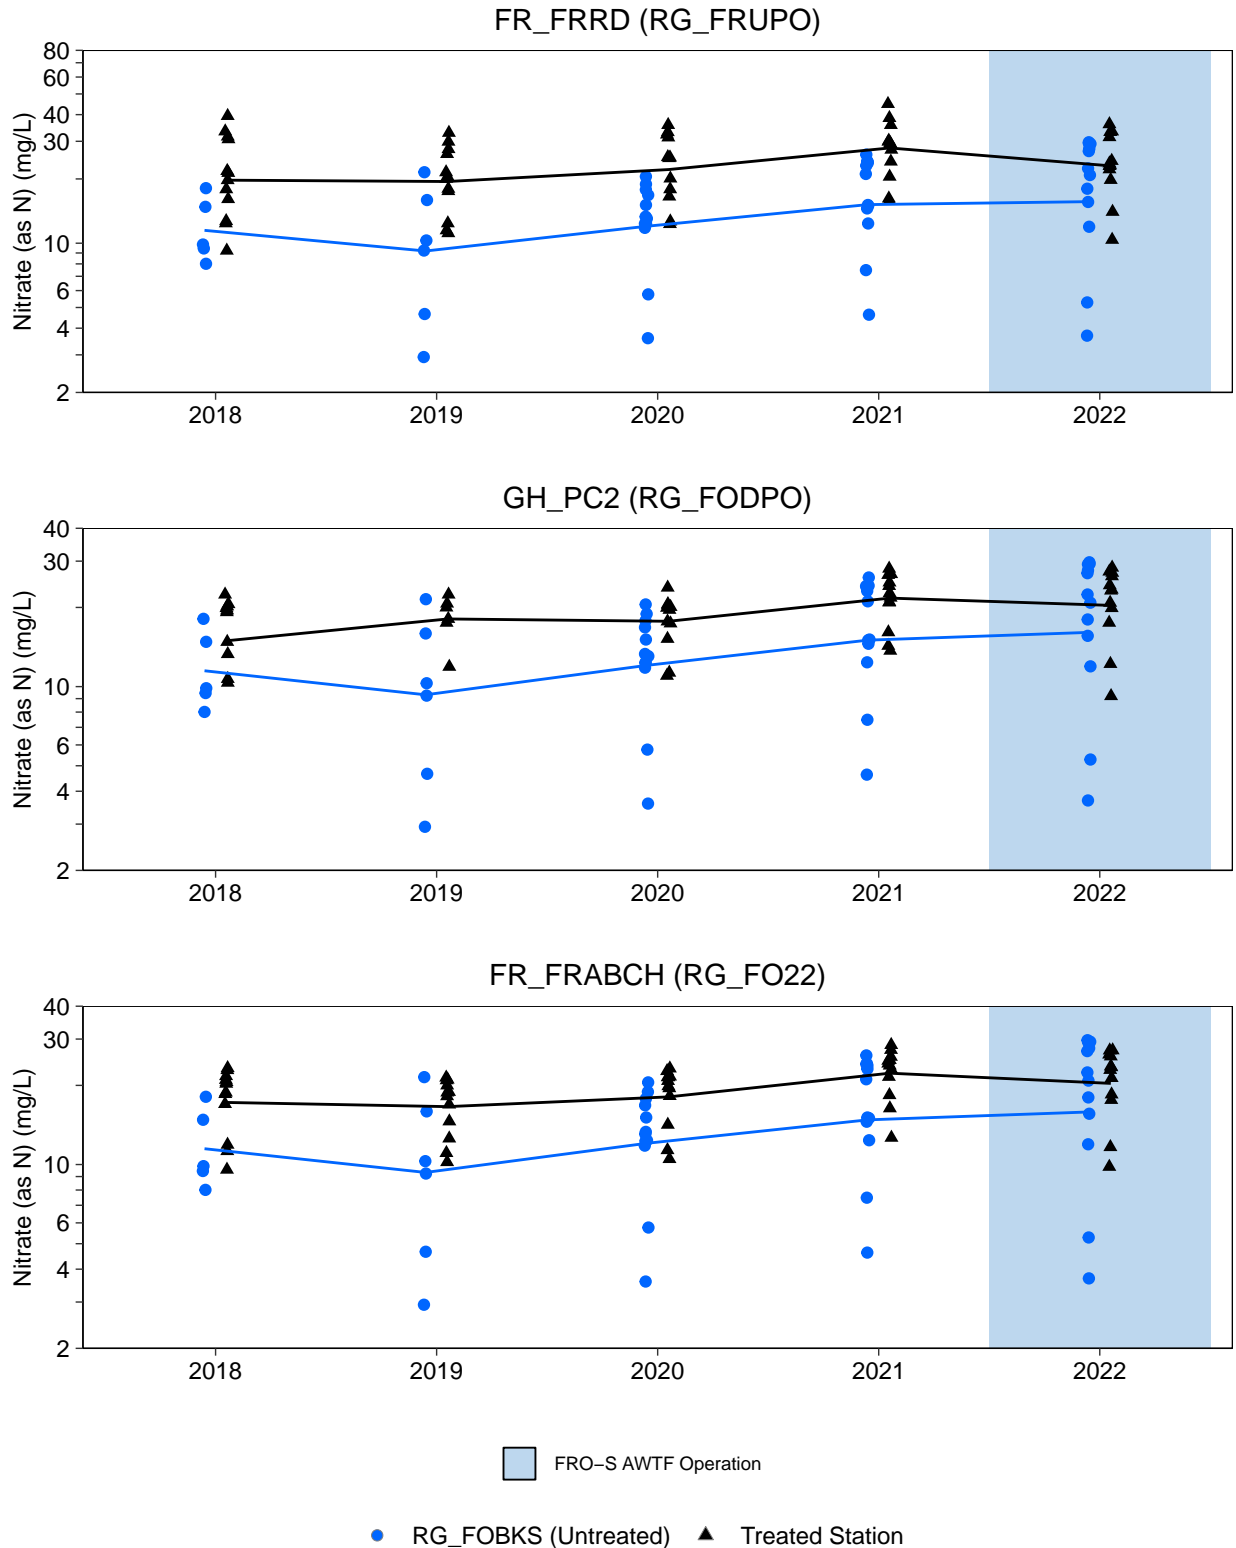 FR_FRRD (RG_FRUPO)
Nitrate (as N) (mg/L)
80
60
40
30
10
6
4
2
2018 2019 2020 2021 2022
GH_PC2 (RG_FODPO)
Nitrate (as N) (mg/L)
40
30
10
6
4
2
2018 2019 2020 2021 2022
FR_FRABCH (RG_FO22)
Nitrate (as N) (mg/L)
40
30
10
6
4
2
2018 2019 2020 2021 2022
FRO−S AWTF Operation
RG_FOBKS (Untreated) Treated Station